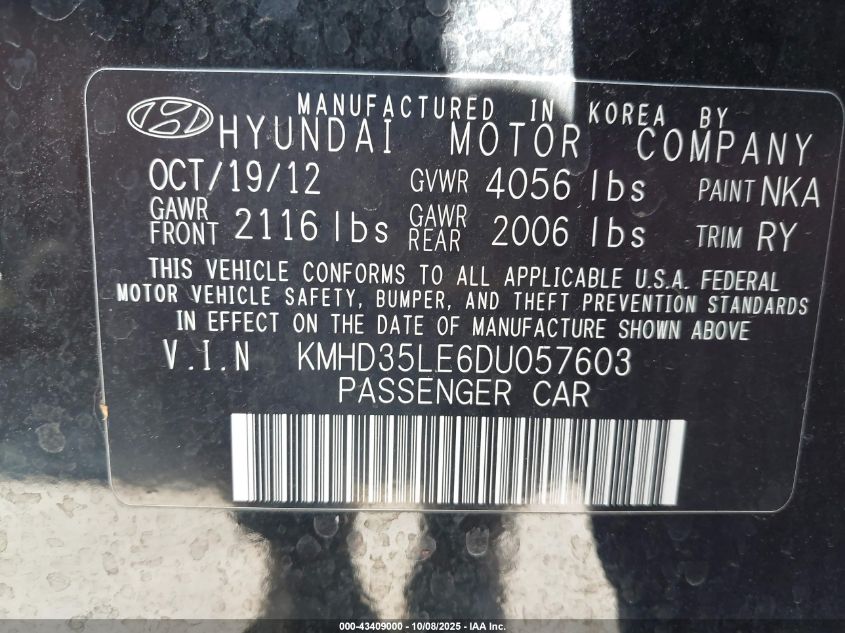 MANUFACTURED IN KOREA BY
HYUNDAI MOTOR COMPANY
OCT/19/12 GVWR 4056 lbs PAINT NKA
GAWR FRONT 2116 lbs GAWR REAR 2006 lbs TRIM RY
THIS VEHICLE CONFORMS TO ALL APPLICABLE U.S.A. FEDERAL
MOTOR VEHICLE SAFETY, BUMPER, AND THEFT PREVENTION STANDARDS
IN EFFECT ON THE DATE OF MANUFACTURE SHOWN ABOVE
V.I.N KMHD35LE6DU057603
PASSENGER CAR
000-43409000 - 10/08/2025 - IAA Inc.